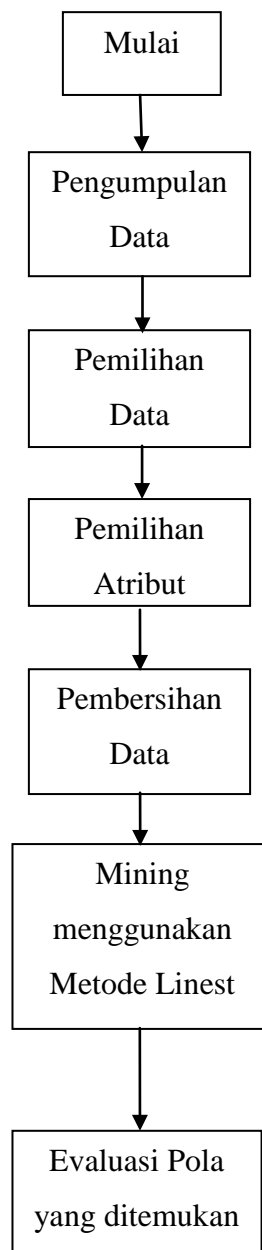 Mulai
Pengumpulan
Data
Pemilihan
Data
Pemilihan
Atribut
Pembersihan
Data
Mining
menggunakan
Metode Linest
Evaluasi Pola
yang ditemukan